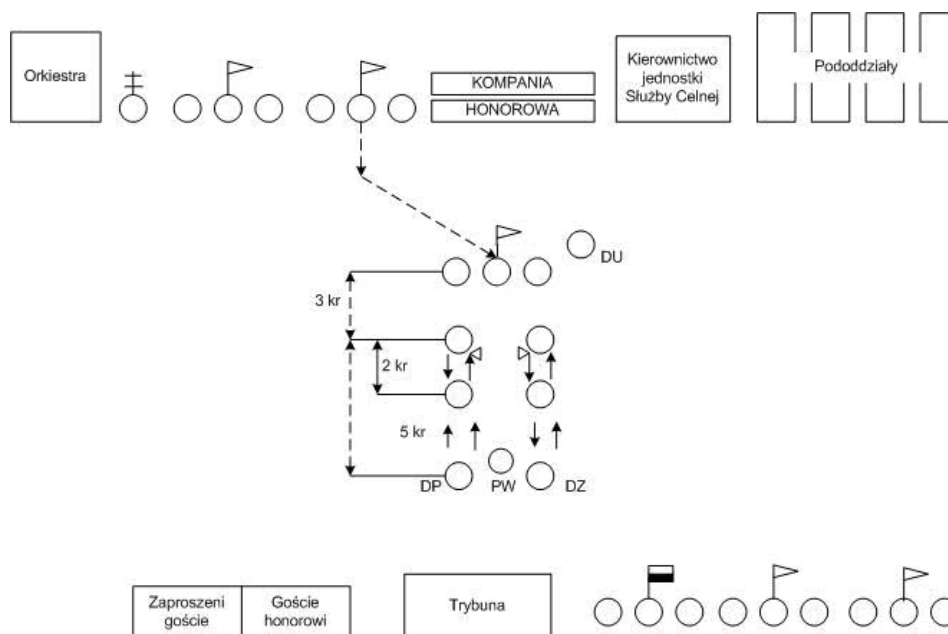 Orkiestra
KOMPANIA
HONOROWA
Kierownictwo
jednostki
Służby Celnej
Pododdziały
DU
3 kr
2 kr
5 kr
DP
PW
DZ
Zaproszeni
goście
Goście
honorowi
Trybuna